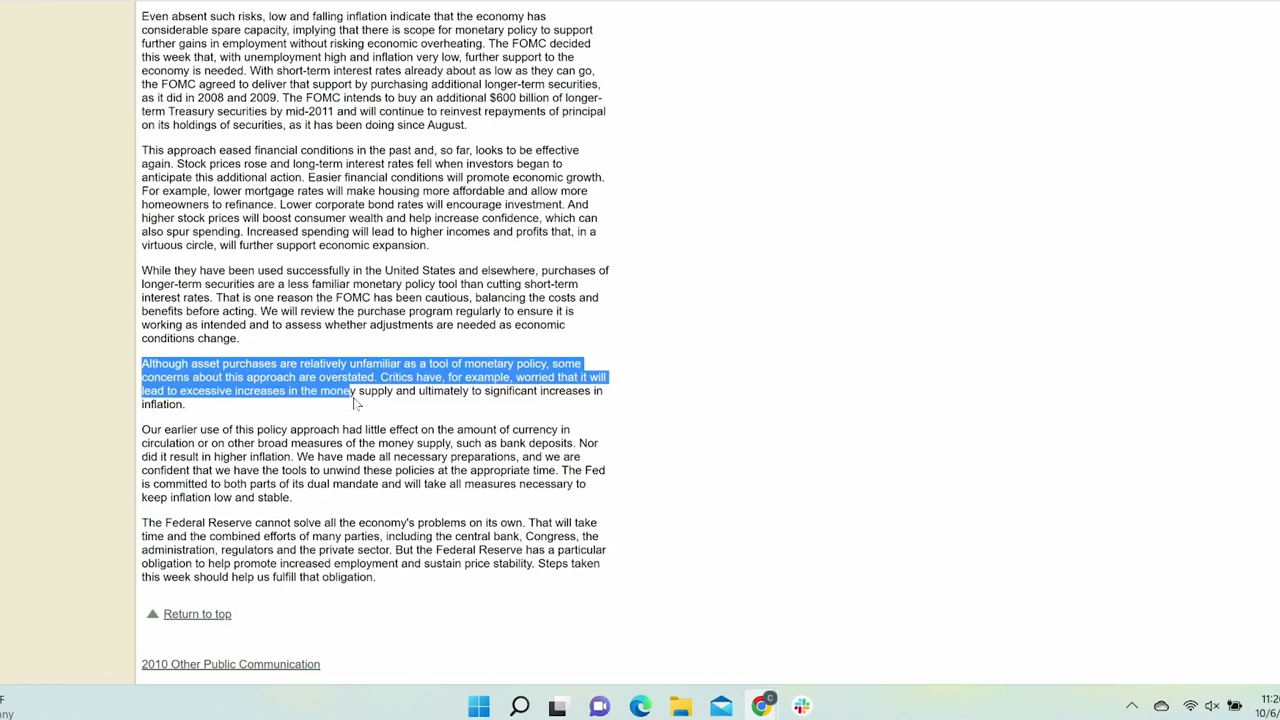 Even absent such risks, low and falling inflation indicate that the economy has
considerable spare capacity, implying that there is scope for monetary policy to support
further gains in employment without risking economic overheating. The FOMC decided
this week that, with unemployment high and inflation very low, further support to the
economy is needed. With short-term interest rates already about as low as they can go,
the FOMC agreed to deliver that support by purchasing additional longer-term securities,
as it did in 2008 and 2009. The FOMC intends to buy an additional $600 billion of longer-
term Treasury securities by mid-2011 and will continue to reinvest repayments of principal
on its holdings of securities, as it has been doing since August.
This approach eased financial conditions in the past and, so far, looks to be effective
again. Stock prices rose and long-term interest rates fell when investors began to
anticipate this additional action. Easier financial conditions will promote economic growth.
For example, lower mortgage rates will make housing more affordable and allow more
homeowners to refinance. Lower corporate bond rates will encourage investment. And
higher stock prices will boost consumer wealth and help increase confidence, which can
also spur spending. Increased spending will lead to higher incomes and profits that, in a
virtuous circle, will further support economic expansion.
While they have been used successfully in the United States and elsewhere, purchases of
longer-term securities are a less familiar monetary policy tool than cutting short-term
interest rates. That is one reason the FOMC has been cautious, balancing the costs and
benefits before acting. We will review the purchase program regularly to ensure it is
working as intended and to assess whether adjustments are needed as economic
conditions change.
Although asset purchases are relatively unfamiliar as a tool of monetary policy, some
concerns about this approach are overstated. Critics have, for example, worried that it will
lead to excessive increases in the money supply and ultimately to significant increases in
inflation.
Our earlier use of this policy approach had little effect on the amount of currency in
circulation or on other broad measures of the money supply, such as bank deposits. Nor
did it result in higher inflation. We have made all necessary preparations, and we are
confident that we have the tools to unwind these policies at the appropriate time. The Fed
is committed to both parts of its dual mandate and will take all measures necessary to
keep inflation low and stable.
The Federal Reserve cannot solve all the economy's problems on its own. That will take
time and the combined efforts of many parties, including the central bank, Congress, the
administration, regulators and the private sector. But the Federal Reserve has a particular
obligation to help promote increased employment and sustain price stability. Steps taken
this week should help us fulfill that obligation.
Return to top
2010 Other Public Communication
F
nny
11:2
10/6/